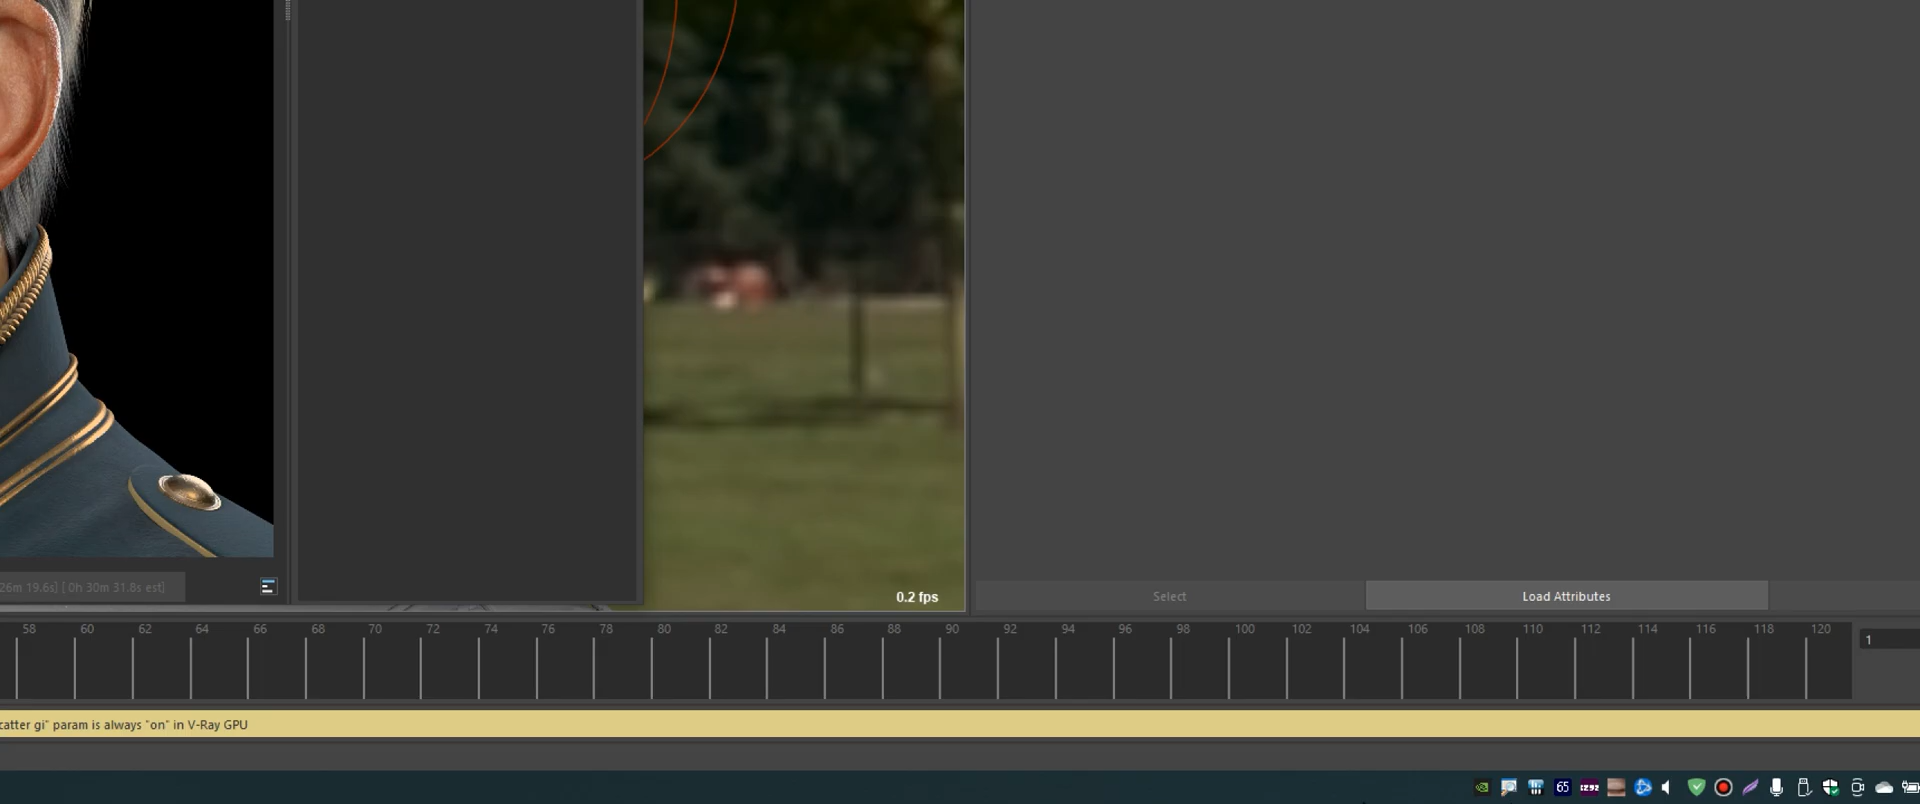 26m 19.6s] [ 0h 30m 31.8s est]
0.2 fps
Select
Load Attributes
58 60 62 64 66 68 70 72 74 76 78 80 82 84 86 88 90 92 94 96 98 100 102 104 106 108 110 112 114 116 118 120
1
catter gi" param is always "on" in V-Ray GPU
65